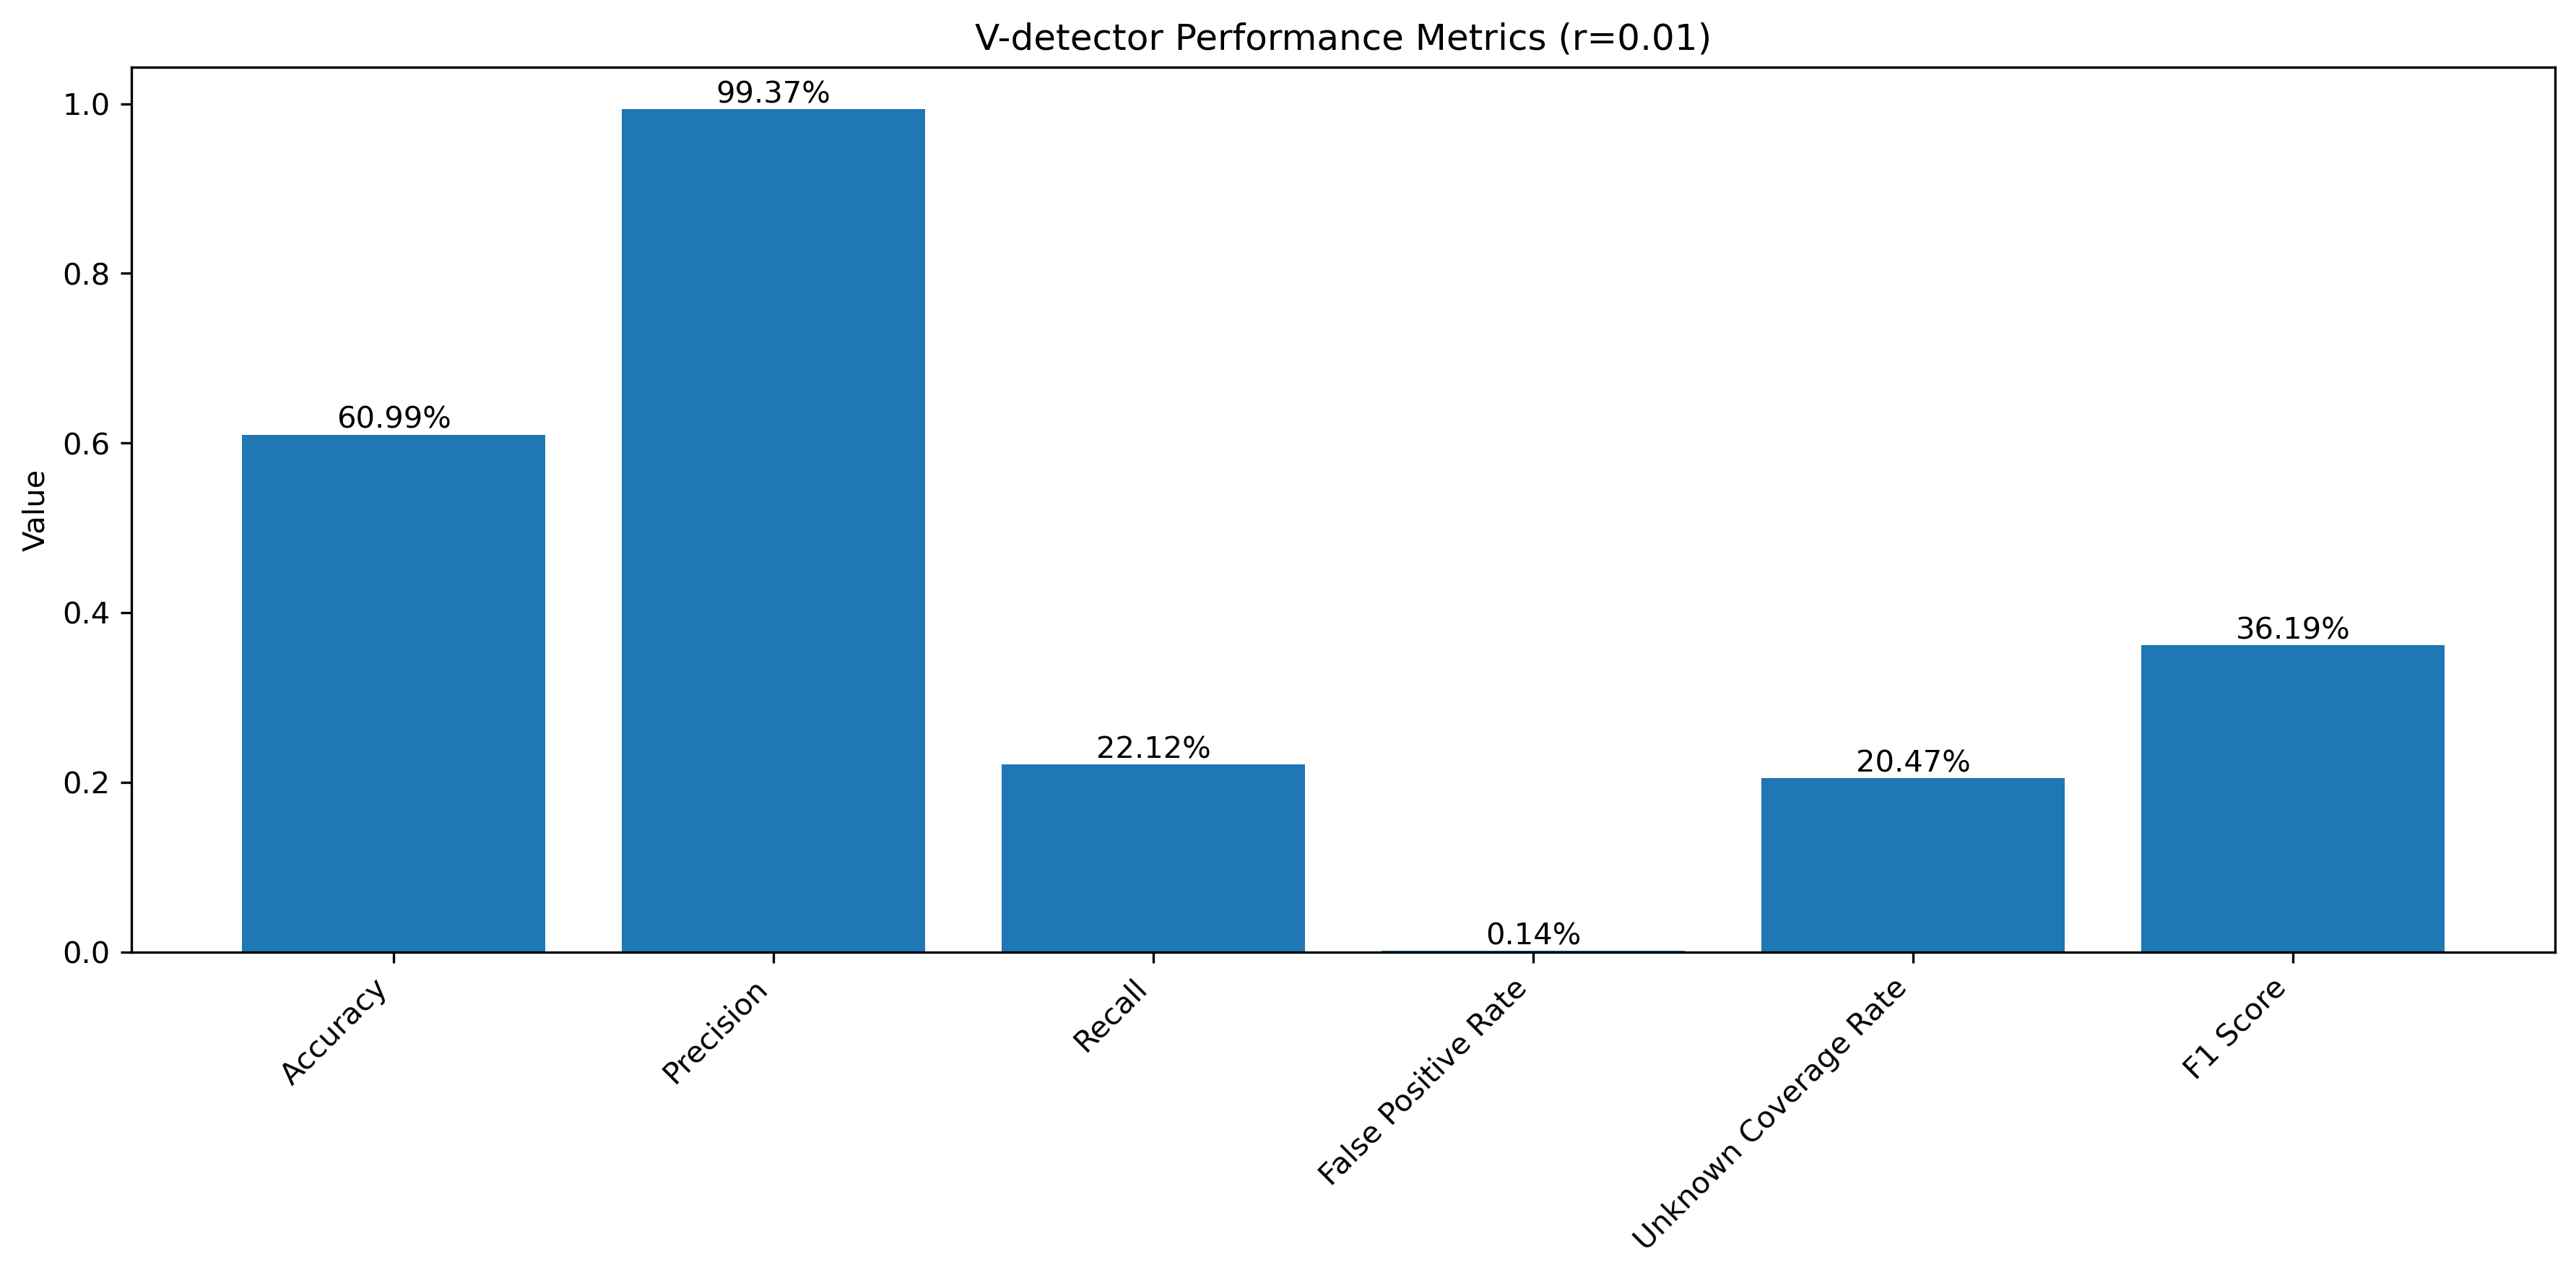 V-detector Performance Metrics (r=0.01)
1.0
0.8
0.6
0.4
0.2
0.0
Value
60.99%
99.37%
22.12%
0.14%
20.47%
36.19%
Accuracy
Precision
Recall
False Positive Rate
Unknown Coverage Rate
F1 Score